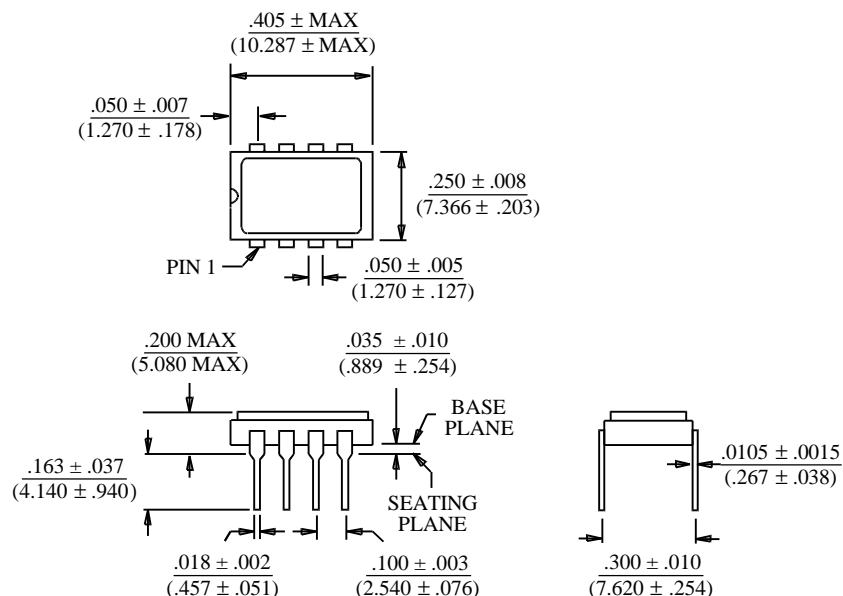 .405 ± MAX
(10.287 ± MAX)
.050 ± .007
(1.270 ± .178)
.250 ± .008
(7.366 ± .203)
PIN 1
.050 ± .005
(1.270 ± .127)
.200 MAX
(5.080 MAX)
.035 ± .010
(.889 ± .254)
BASE
PLANE
.163 ± .037
(4.140 ± .940)
SEATING
PLANE
.0105 ± .0015
(.267 ± .038)
.018 ± .002
(.457 ± .051)
.100 ± .003
(2.540 ± .076)
.300 ± .010
(7.620 ± .254)